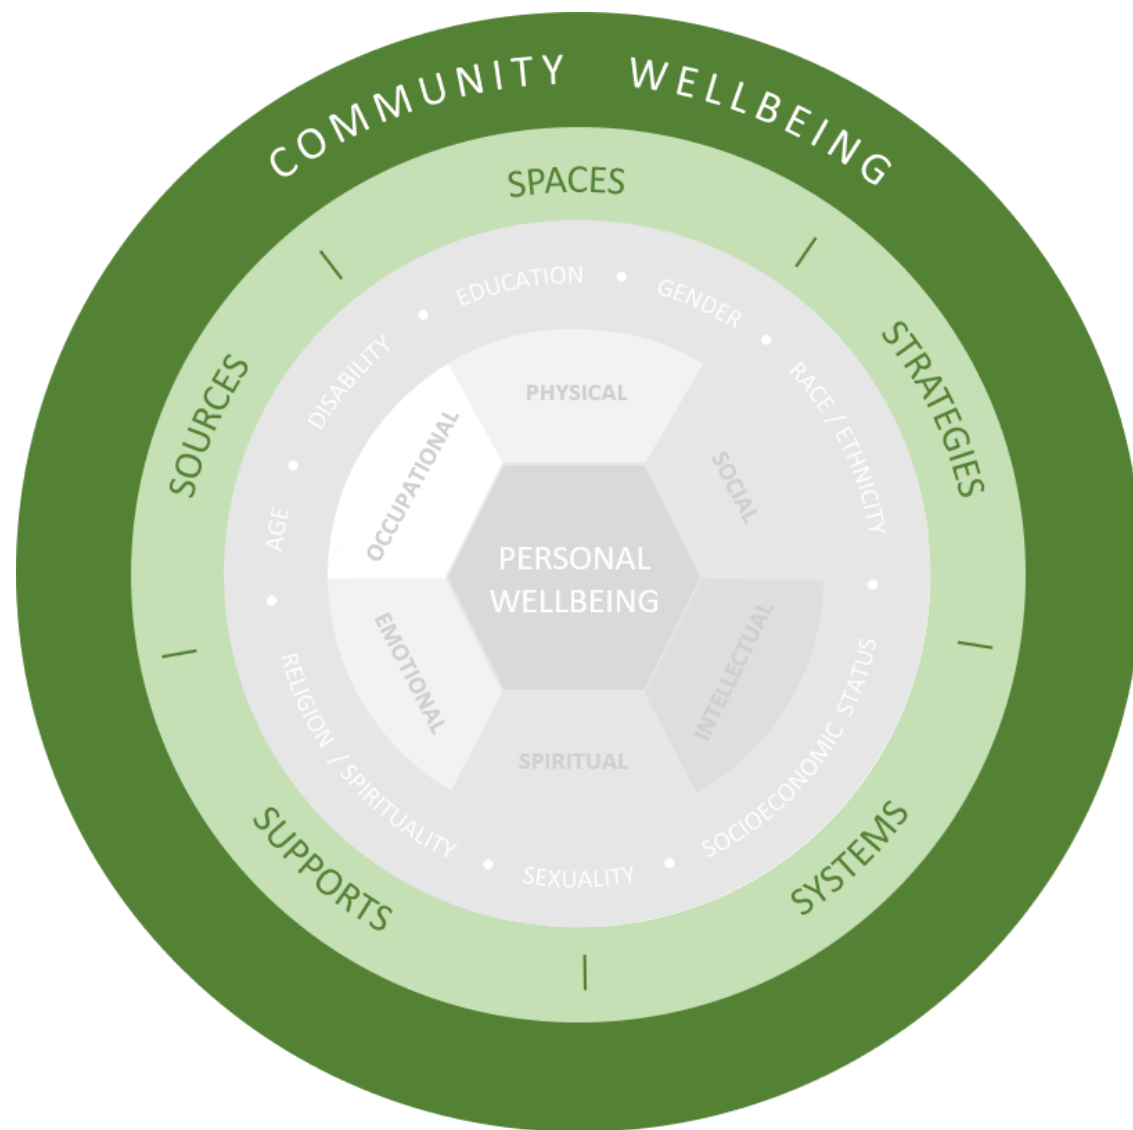 COMMUNITY WELLBEING
SPACES
STRATEGIES
SYSTEMS
SUPPORTS
SOURCES
EDUCATION
GENDER
RACE / ETHNICITY
SOCIOECONOMIC STATUS
SEXUALITY
RELIGION / SPIRITUALITY
AGE
DISABILITY
PHYSICAL
SOCIAL
INTELLECTUAL
SPIRITUAL
EMOTIONAL
OCCUPATIONAL
PERSONAL
WELLBEING